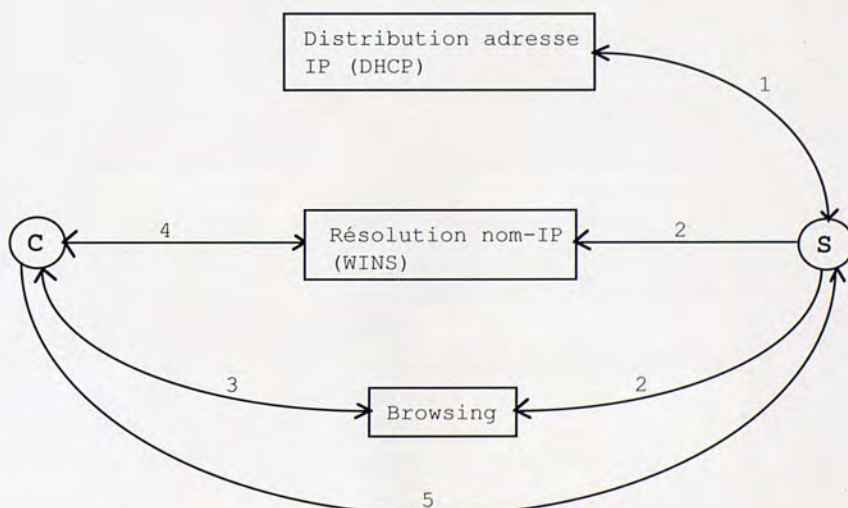 Distribution adresse
IP (DHCP)
1
C
4
Résolution nom-IP
(WINS)
2
S
3
Browsing
2
5